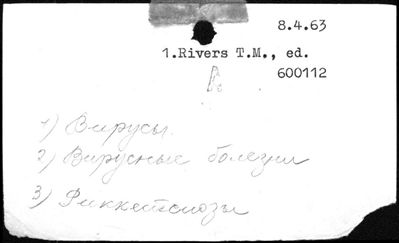 8.4.63
1.Rivers T.M., ed.
600112
1) Вирусы.
2) Вирусные болезни
3) Риккетсиозы